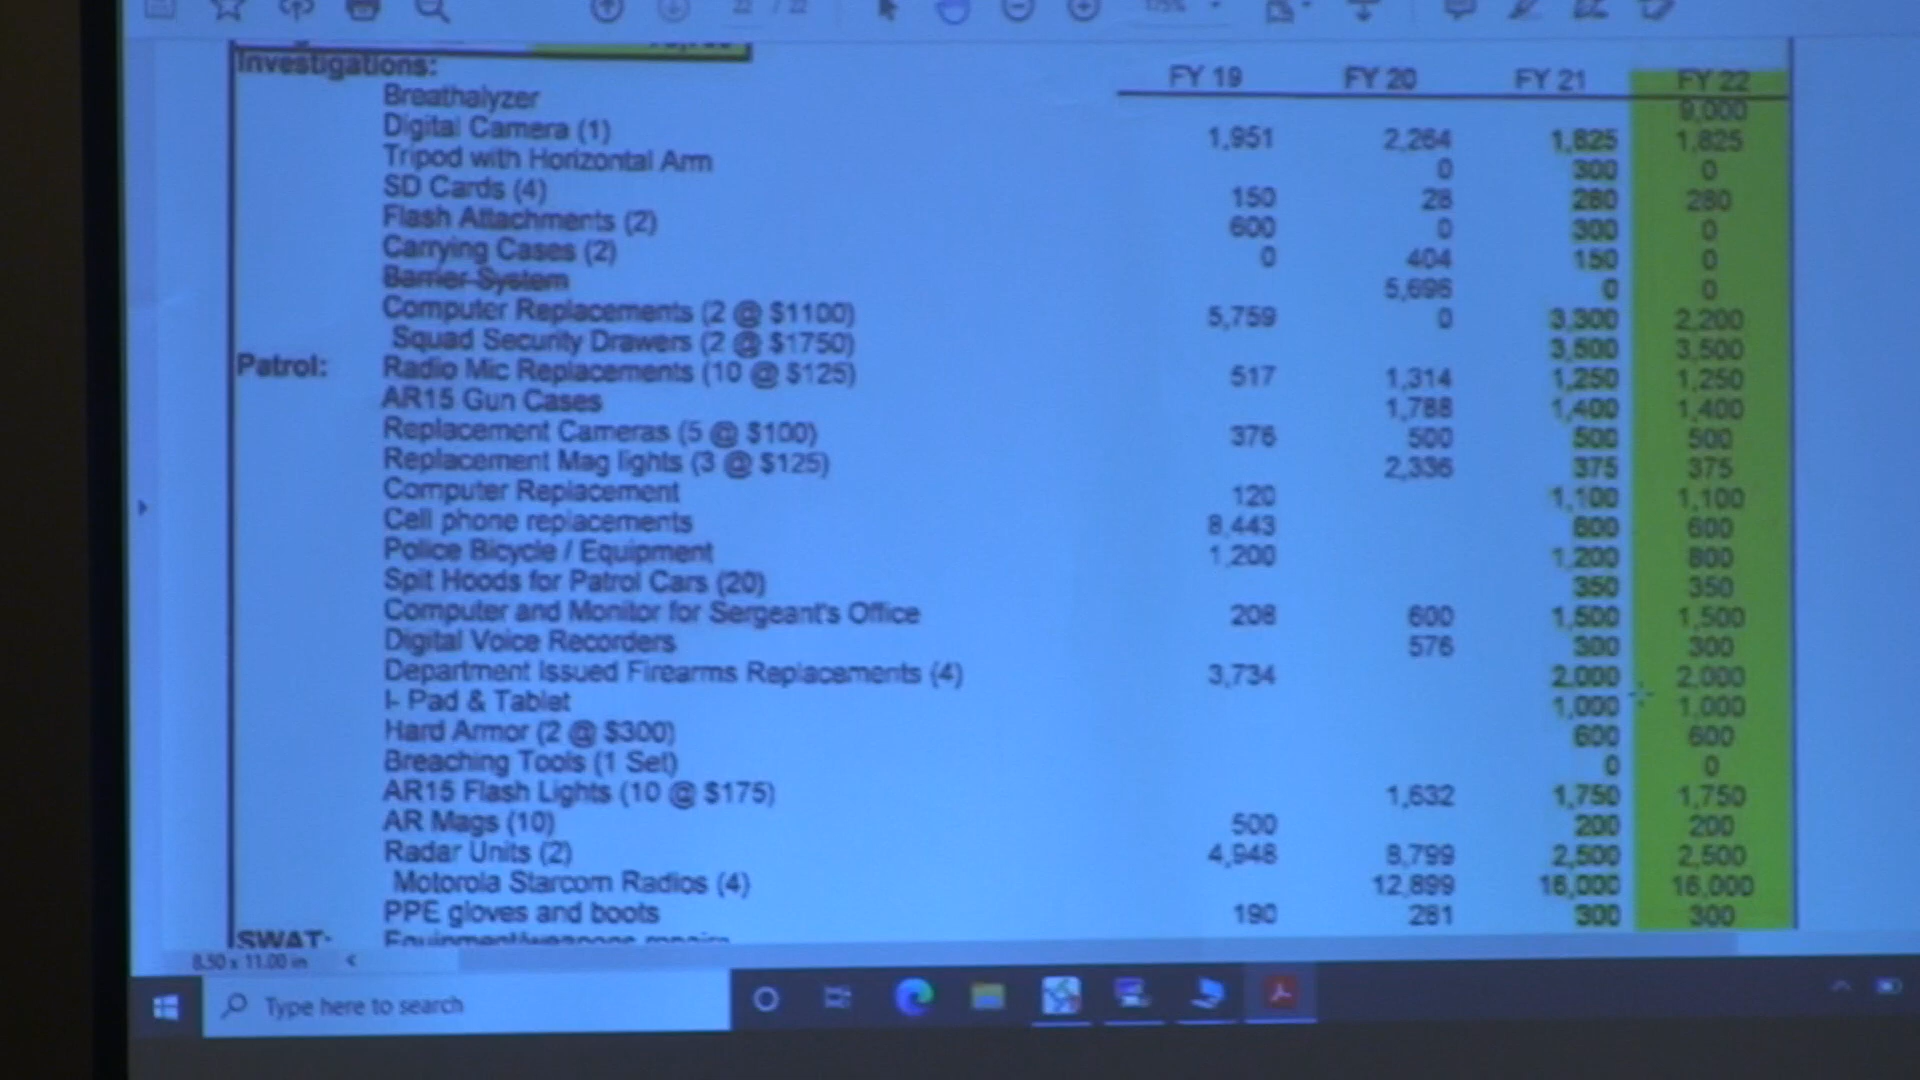 Investigations:
FY 19 FY 20 FY 21 FY 22
Breathalyzer 9,000
Digital Camera (1) 1,951 2,264 1,825 1,825
Tripod with Horizontal Arm 0 300 0
SD Cards (4) 150 28 280 280
Flash Attachments (2) 600 0 300 0
Carrying Cases (2) 0 404 150 0
Barrier System 5,696 0 0
Computer Replacements (2 @ $1100) 5,759 0 3,300 2,200
Squad Security Drawers (2 @ $1750) 3,500 3,500
Patrol: Radio Mic Replacements (10 @ $125) 517 1,314 1,250 1,250
AR15 Gun Cases 1,788 1,400 1,400
Replacement Cameras (5 @ $100) 376 500 500 500
Replacement Mag lights (3 @ $125) 2,336 375 375
Computer Replacement 120 1,100 1,100
Cell phone replacements 8,443 600
Police Bicycle / Equipment 1,200 1,200 800
Spit Hoods for Patrol Cars (20) 350 350
Computer and Monitor for Sergeant's Office 208 600 1,500 1,500
Digital Voice Recorders 576 300 300
Department Issued Firearms Replacements (4) 3,734 2,000 2,000
I- Pad & Tablet 1,000 1,000
Hard Armor (2 @ $300) 600 600
Breaching Tools (1 Set) 0 0
AR15 Flash Lights (10 @ $175) 1,632 1,750 1,750
AR Mags (10) 500 200 200
Radar Units (2) 4,948 8,799 2,500 2,500
Motorola Starcom Radios (4) 12,899 16,000 16,000
PPE gloves and boots 190 281 300 300
SWAT: Equipment/weapons repairs
8.50 x 11.00 in
Type here to search